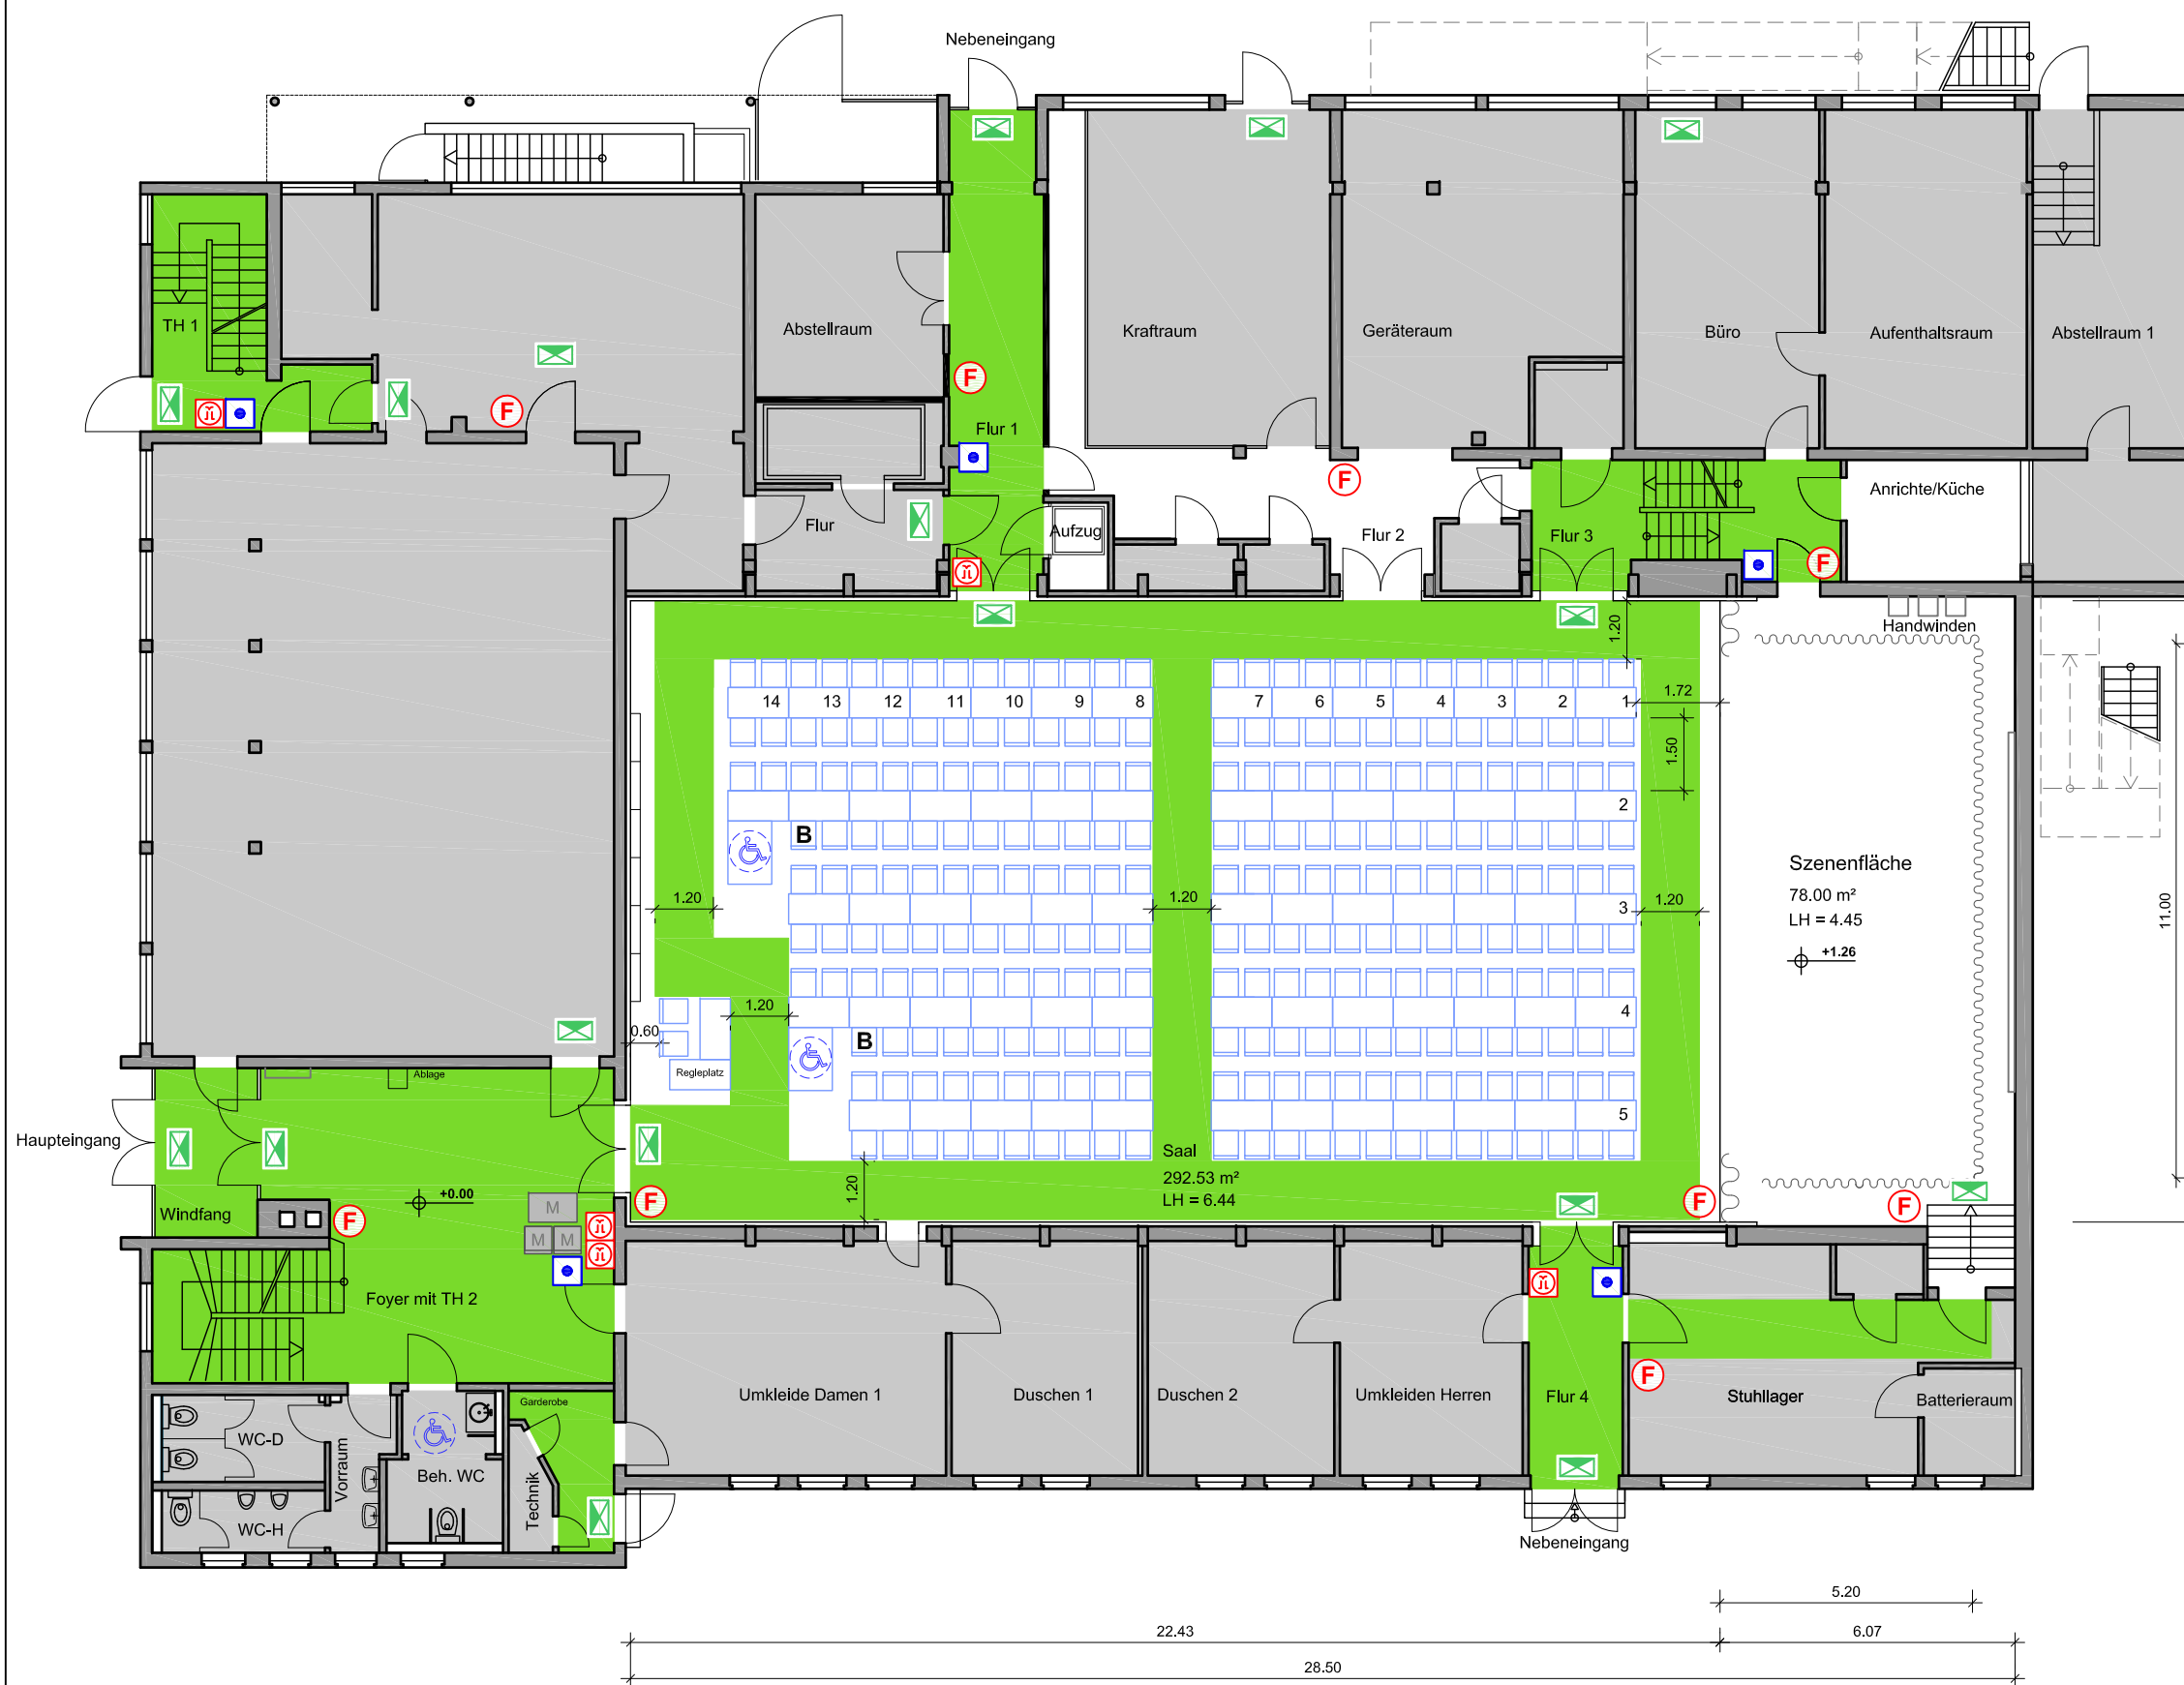 Nebeneingang
TH 1
Abstellraum
Kraftraum
Geräteraum
Büro
Aufenthaltsraum
Abstellraum 1
F
F
Flur 1
F
Anrichte/Küche
Flur
Aufzug
Flur 2
Flur 3
F
Handwinden
1.20
14 13 12 11 10 9 8 7 6 5 4 3 2 1
1.72
1.50
2
B
Szenenfläche
78.00 m²
LH = 4.45
+1.26
11.00
1.20
1.20
3
1.20
1.20
4
0.60
B
Regieplatz
Ablage
5
Haupteingang
Saal
292.53 m²
LH = 6.44
1.20
+0.00
M
M M
Windfang
F
F
F
F
Foyer mit TH 2
Garderobe
Umkleide Damen 1
Duschen 1
Duschen 2
Umkleiden Herren
Flur 4
F
Stuhllager
Batterieraum
WC-D
Vorraum
Beh. WC
Technik
WC-H
Nebeneingang
5.20
22.43
6.07
28.50